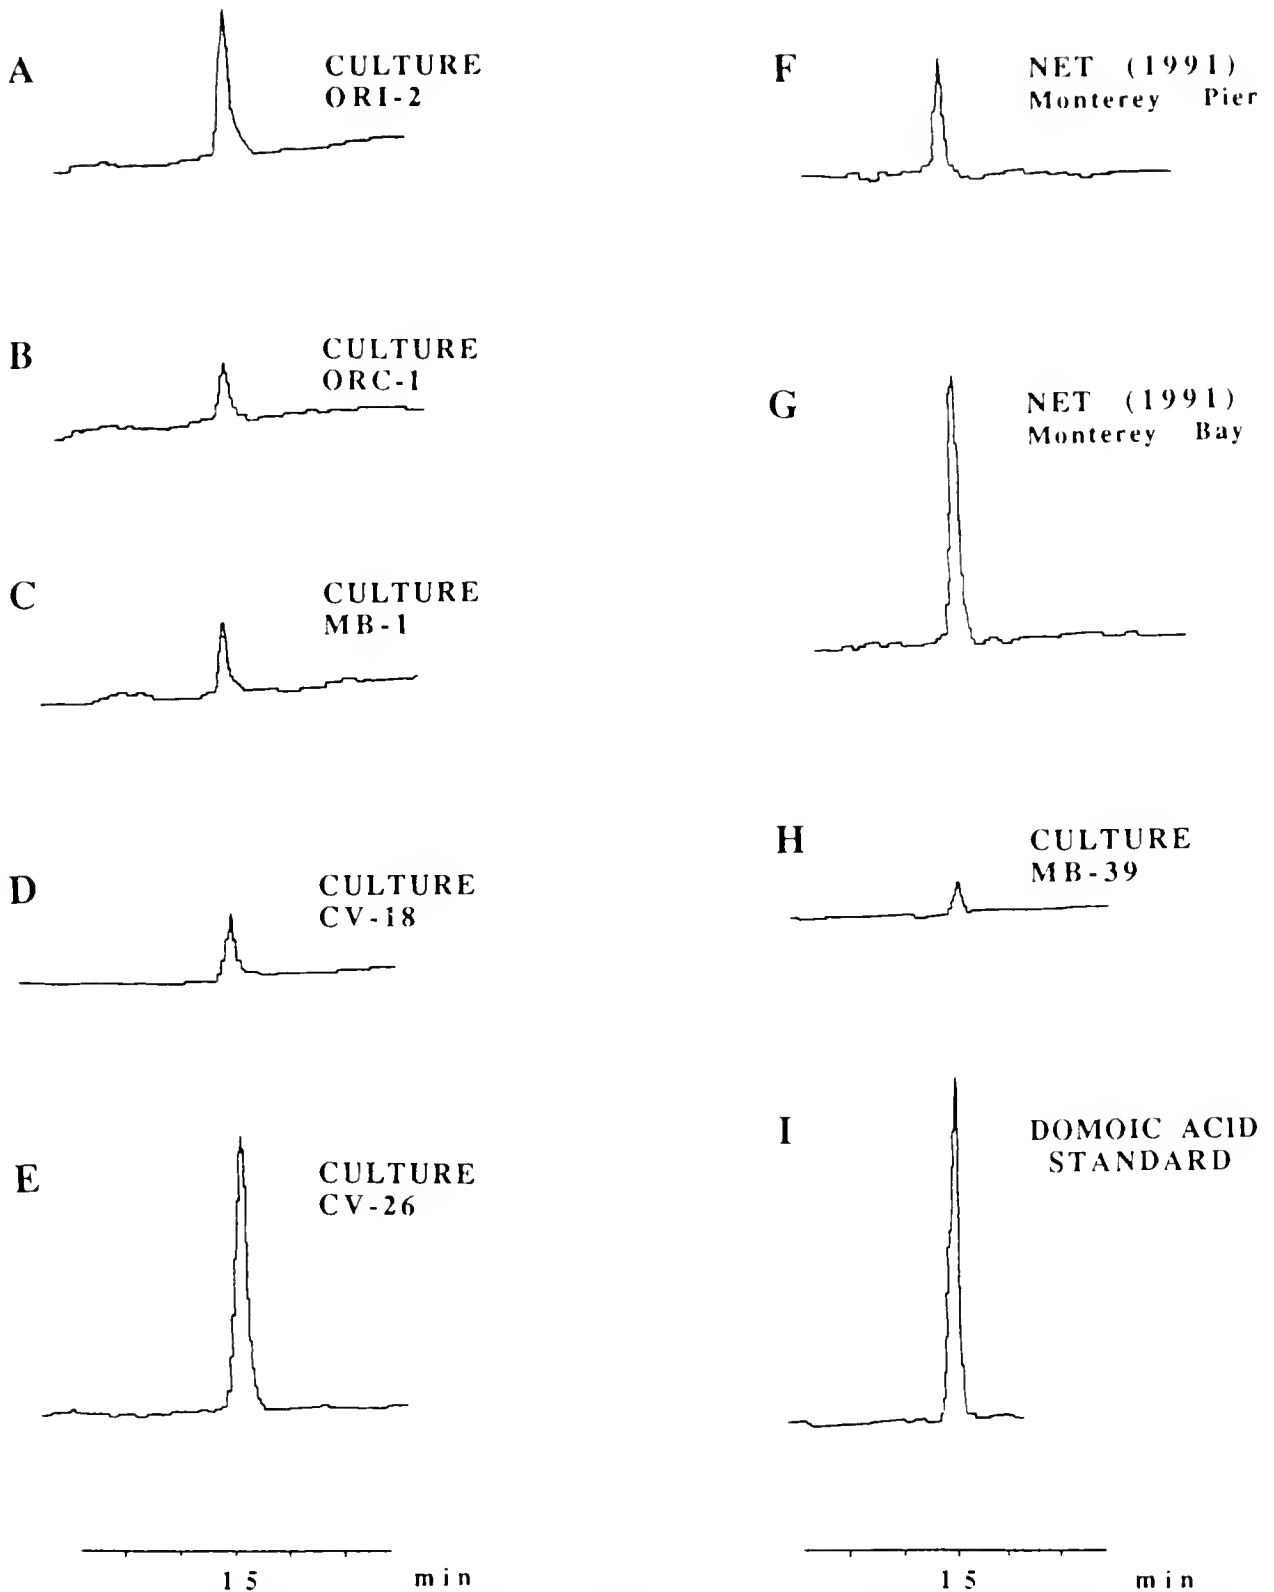 A
CULTURE
ORI-2
B
CULTURE
ORC-1
C
CULTURE
MB-1
D
CULTURE
CV-18
E
CULTURE
CV-26
15 min
F
NET (1991)
Monterey Pier
G
NET (1991)
Monterey Bay
H
CULTURE
MB-39
I
DOMOIC ACID
STANDARD
15 min